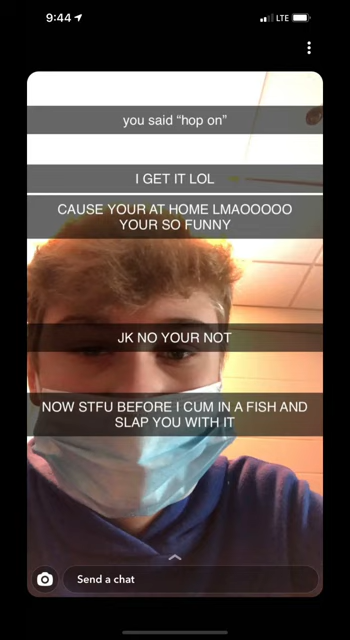 9:44
LTE
you said “hop on”
I GET IT LOL
CAUSE YOUR AT HOME LMAOOOOO
YOUR SO FUNNY
JK NO YOUR NOT
NOW STFU BEFORE I CUM IN A FISH AND
SLAP YOU WITH IT
Send a chat